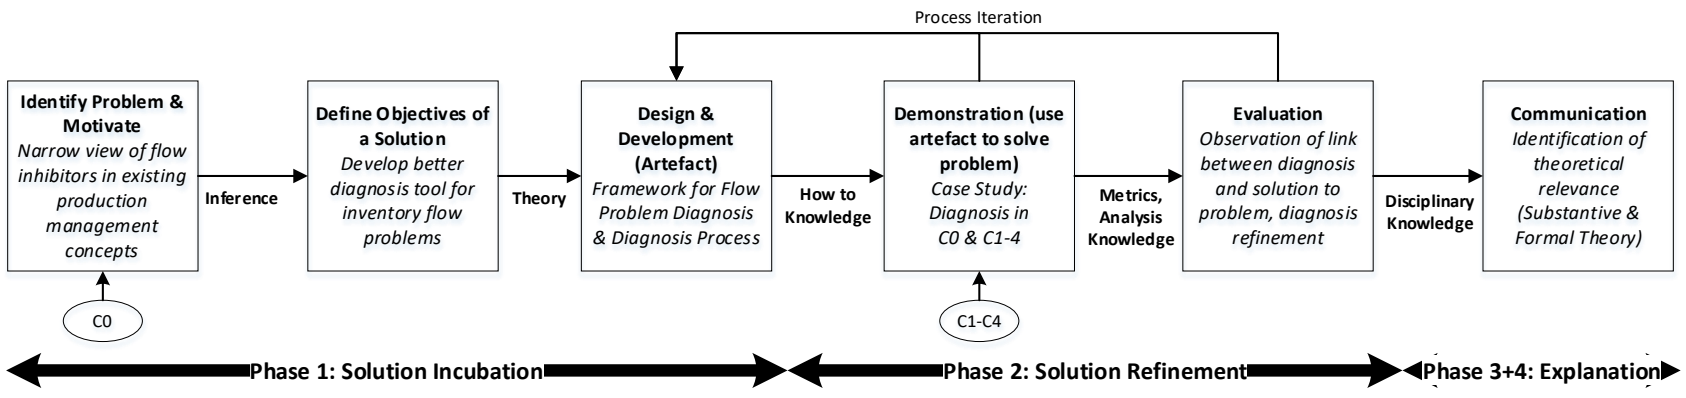 Process Iteration
Identify Problem &
Motivate
Narrow view of flow
inhibitors in existing
production
management
concepts
Inference
Define Objectives of
a Solution
Develop better
diagnosis tool for
inventory flow
problems
Theory
Design &
Development
(Artefact)
Framework for Flow
Problem Diagnosis
& Diagnosis Process
How to
Knowledge
Demonstration (use
artefact to solve
problem)
Case Study:
Diagnosis in
C0 & C1-4
Metrics,
Analysis
Knowledge
Evaluation
Observation of link
between diagnosis
and solution to
problem, diagnosis
refinement
Disciplinary
Knowledge
Communication
Identification of
theoretical
relevance
(Substantive &
Formal Theory)
C0
C1-C4
Phase 1: Solution Incubation
Phase 2: Solution Refinement
Phase 3+4: Explanation